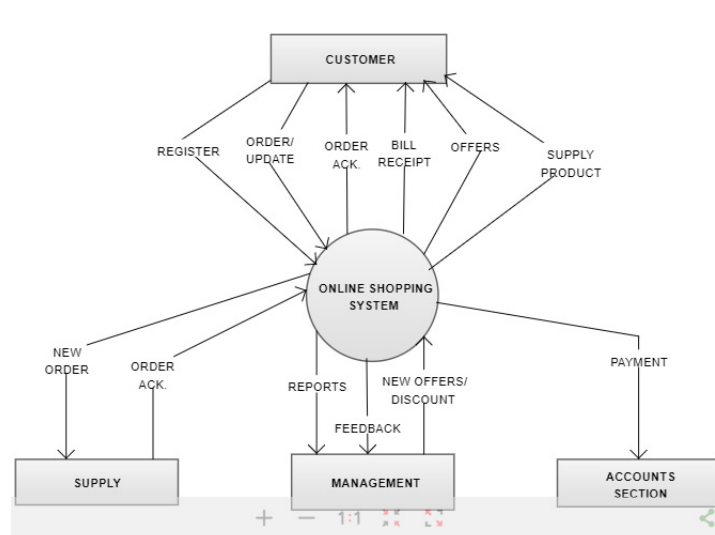 CUSTOMER
REGISTER
ORDER/
UPDATE
ORDER
ACK.
BILL
RECEIPT
OFFERS
SUPPLY
PRODUCT
ONLINE SHOPPING
SYSTEM
NEW
ORDER
ORDER
ACK.
REPORTS
FEEDBACK
NEW OFFERS/
DISCOUNT
PAYMENT
SUPPLY
MANAGEMENT
ACCOUNTS
SECTION
1:1